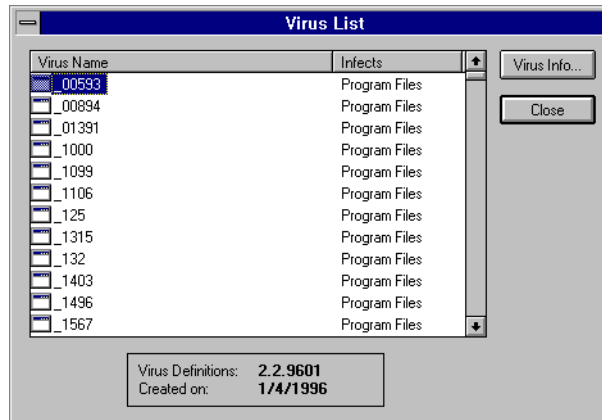 Virus List
Virus Name Infects
_00593 Program Files
_00894 Program Files
_01391 Program Files
_1000 Program Files
_1099 Program Files
_1106 Program Files
_125 Program Files
_1315 Program Files
_132 Program Files
_1403 Program Files
_1496 Program Files
_1567 Program Files
Virus Info...
Close
Virus Definitions: 2.2.9601
Created on: 1/4/1996